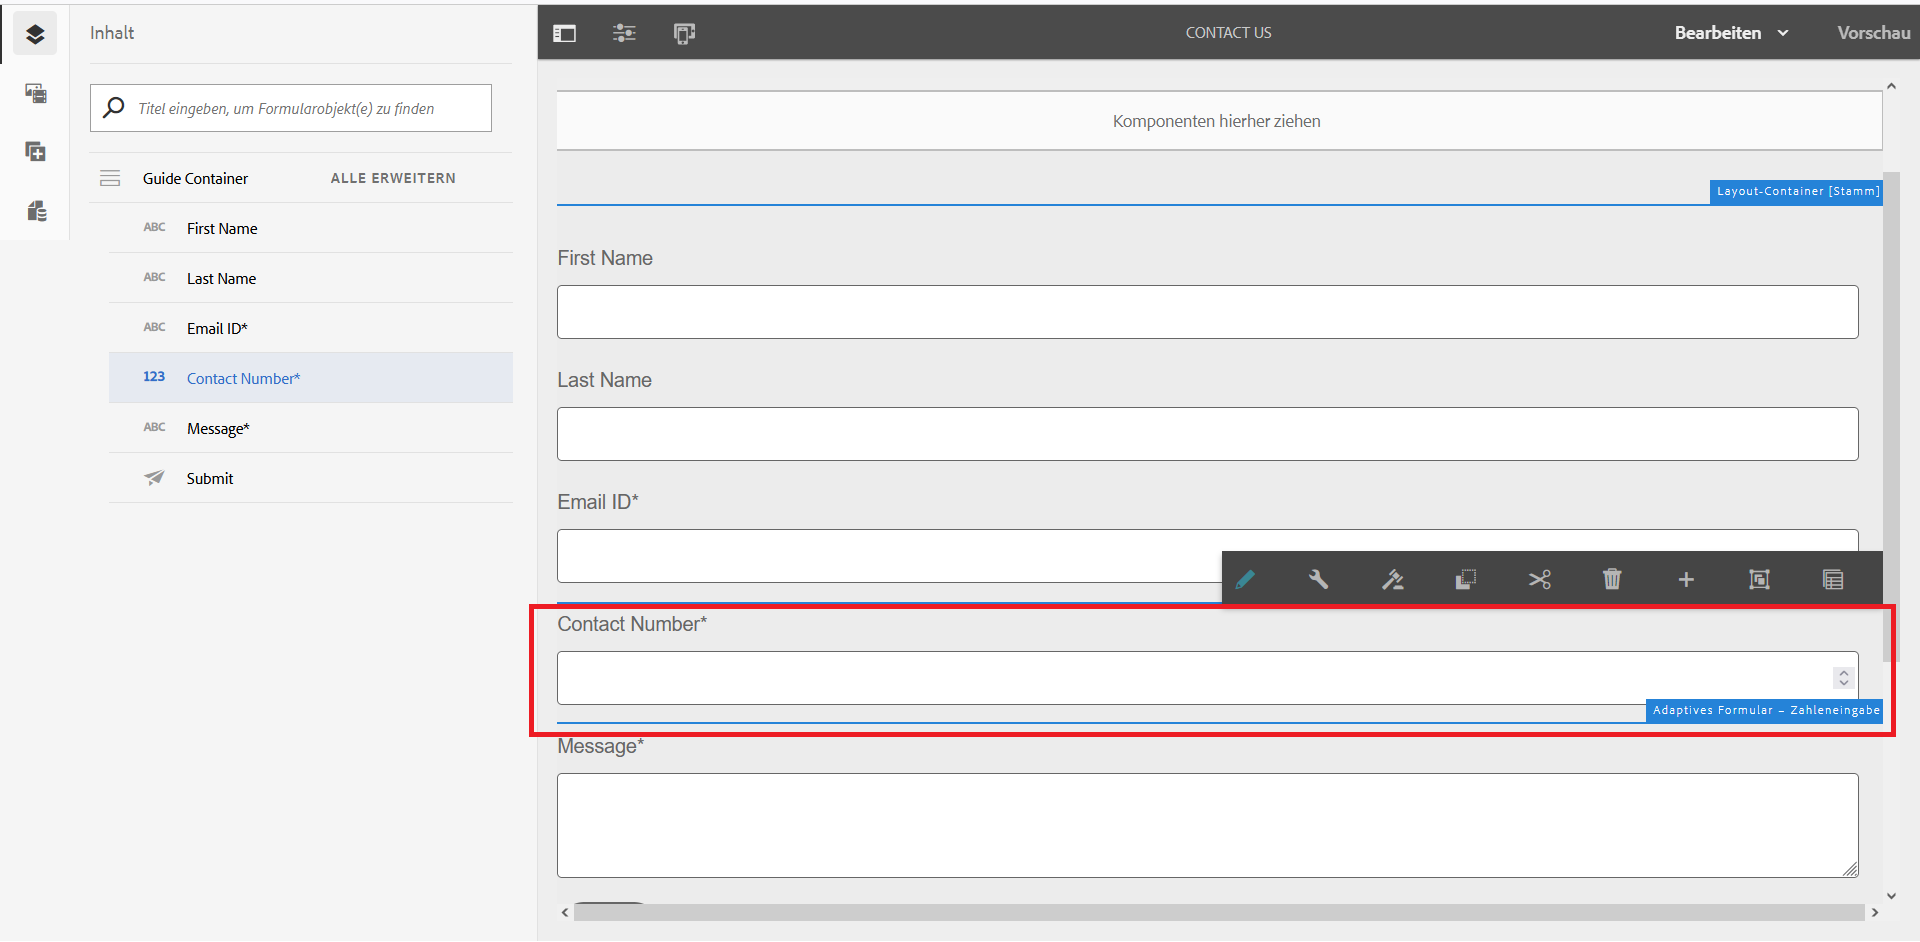 Inhalt
CONTACT US
Bearbeiten
Vorschau
Titel eingeben, um Formularobjekt(e) zu finden
Guide Container
ALLE ERWEITERN
ABC First Name
ABC Last Name
ABC Email ID*
123 Contact Number*
ABC Message*
Submit
Komponenten hierher ziehen
Layout-Container [Stamm]
First Name
Last Name
Email ID*
Contact Number*
Adaptives Formular – Zahleneingabe
Message*